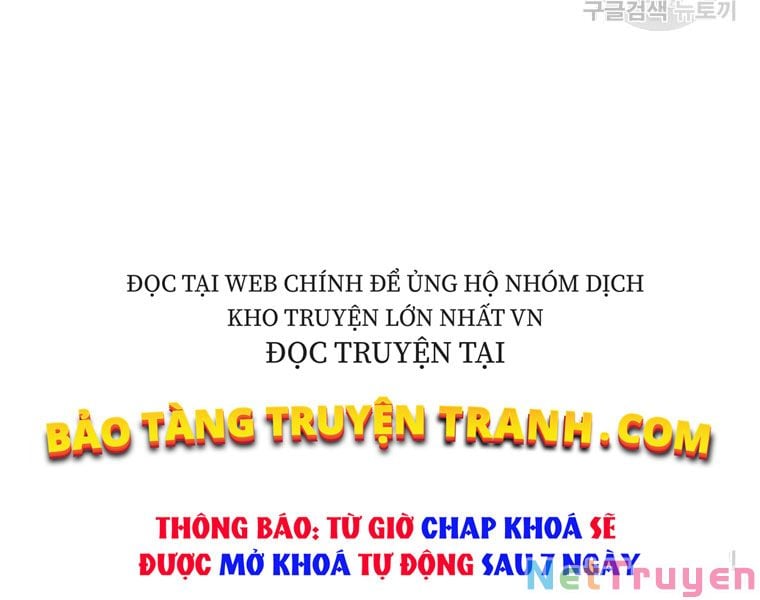 구글검색 뉴토끼
ĐỌC TẠI WEB CHÍNH ĐỂ ỦNG HỘ NHÓM DỊCH
KHO TRUYỆN LỚN NHẤT VN
ĐỌC TRUYỆN TẠI
BẢO TÀNG TRUYỆN TRANH.COM
THÔNG BÁO: TỪ GIỜ CHAP KHOÁ SẼ
ĐƯỢC MỞ KHOÁ TỰ ĐỘNG SAU 7 NGÀY
NetTruyen